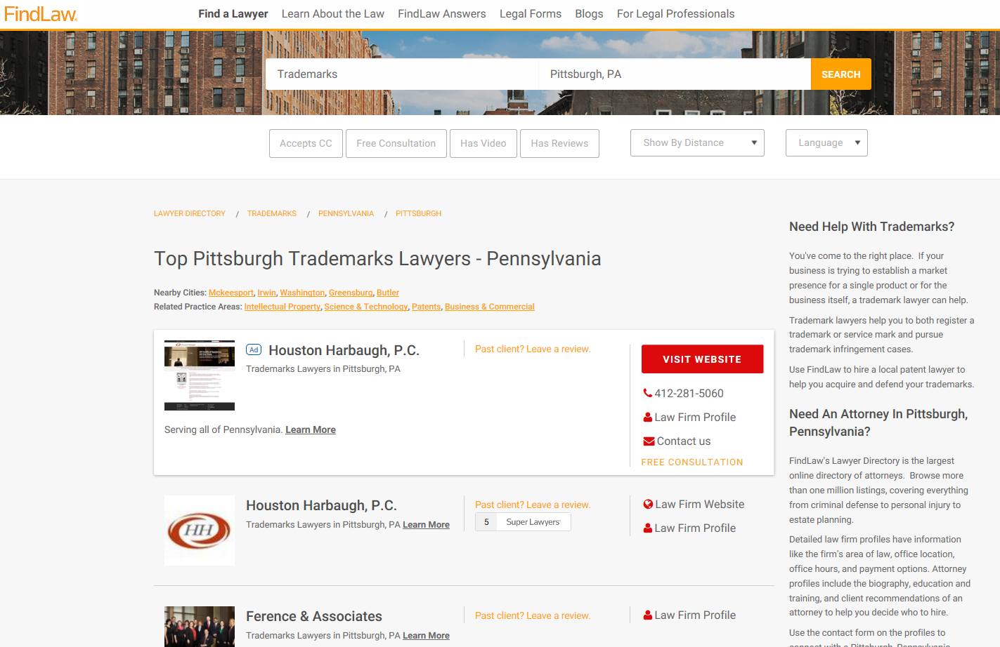 FindLaw.
Find a Lawyer Learn About the Law FindLaw Answers Legal Forms Blogs For Legal Professionals
Trademarks Pittsburgh, PA SEARCH
Accepts CC Free Consultation Has Video Has Reviews Show By Distance Language
LAWYER DIRECTORY / TRADEMARKS / PENNSYLVANIA / PITTSBURGH
Top Pittsburgh Trademarks Lawyers - Pennsylvania
Nearby Cities: Mckeesport, Irwin, Washington, Greensburg, Butler
Related Practice Areas: Intellectual Property, Science & Technology, Patents, Business & Commercial
Ad Houston Harbaugh, P.C.
Trademarks Lawyers in Pittsburgh, PA
Past client? Leave a review.
Serving all of Pennsylvania. Learn More
VISIT WEBSITE
412-281-5060
Law Firm Profile
Contact us
FREE CONSULTATION
HH
Houston Harbaugh, P.C.
Trademarks Lawyers in Pittsburgh, PA Learn More
Past client? Leave a review.
5 Super Lawyers
Law Firm Website
Law Firm Profile
Ference & Associates
Trademarks Lawyers in Pittsburgh, PA Learn More
Past client? Leave a review.
Law Firm Profile
Need Help With Trademarks?
You've come to the right place. If your
business is trying to establish a market
presence for a single product or for the
business itself, a trademark lawyer can help.
Trademark lawyers help you to both register a
trademark or service mark and pursue
trademark infringement cases.
Use FindLaw to hire a local patent lawyer to
help you acquire and defend your trademarks.
Need An Attorney In Pittsburgh,
Pennsylvania?
FindLaw's Lawyer Directory is the largest
online directory of attorneys. Browse more
than one million listings, covering everything
from criminal defense to personal injury to
estate planning.
Detailed law firm profiles have information
like the firm's area of law, office location,
office hours, and payment options. Attorney
profiles include the biography, education and
training, and client recommendations of an
attorney to help you decide who to hire.
Use the contact form on the profiles to
connect with a Pittsburgh, Pennsylvania